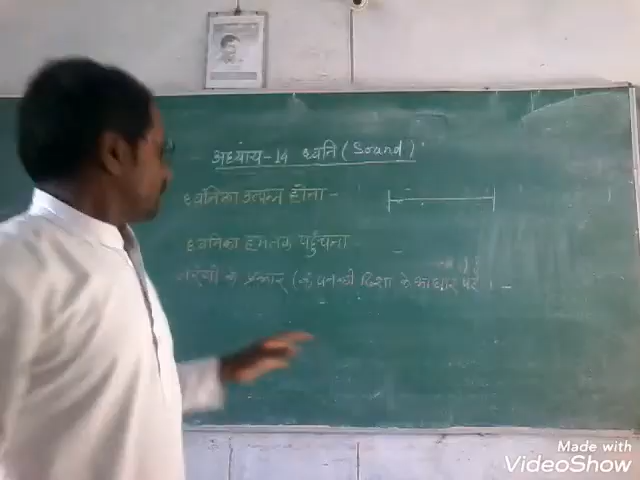 अध्याय-14 ध्वनि (Sound)
ध्वनि का उत्पन्न होना -
ध्वनि का हम तक पहुँचना -
तरंगों के प्रकार (कंपन की दिशा के आधार पर) -
Made with
VideoShow